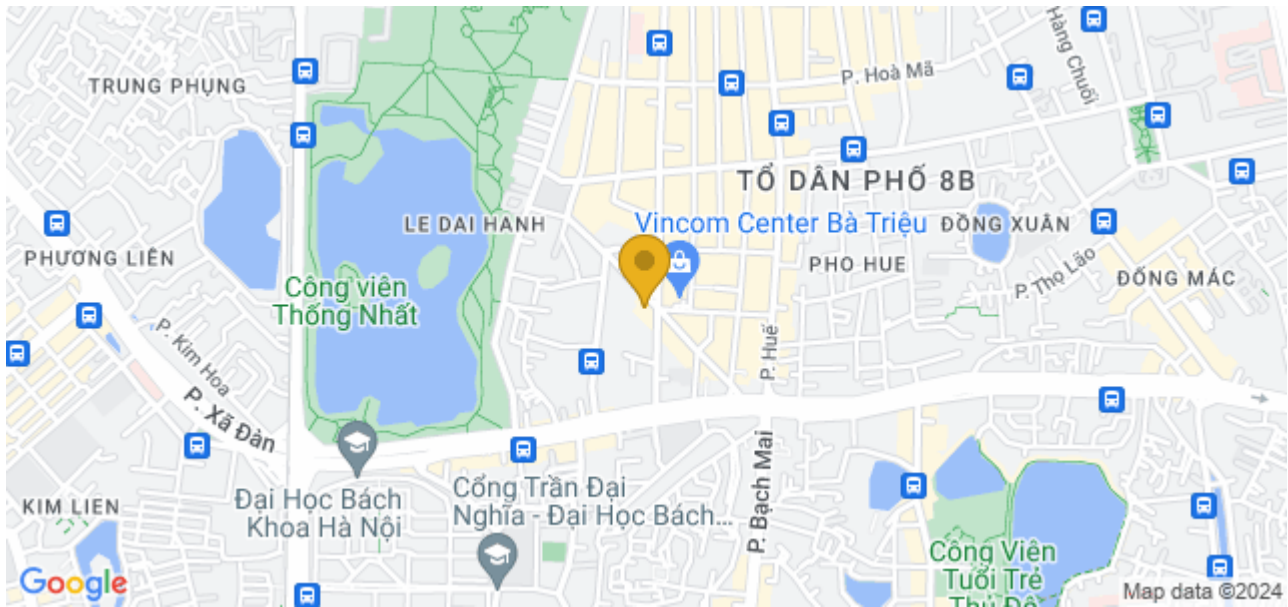 P. Hoà Mã
Hàng Chuối
TRUNG PHỤNG
TỔ DÂN PHỐ 8B
LE DAI HANH
Vincom Center Bà Triệu
ĐỒNG XUÂN
PHƯƠNG LIÊN
PHO HUE
P. Thọ Lão
ĐỐNG MÁC
Công viên
Thống Nhất
P. Kim Hoa
P. Huế
P. Xã Đàn
P. Bạch Mai
KIM LIEN
Đại Học Bách
Khoa Hà Nội
Cổng Trần Đại
Nghĩa - Đại Học Bách...
Công Viên
Tuổi Trẻ
Thủ Đô
Google
Map data ©2024